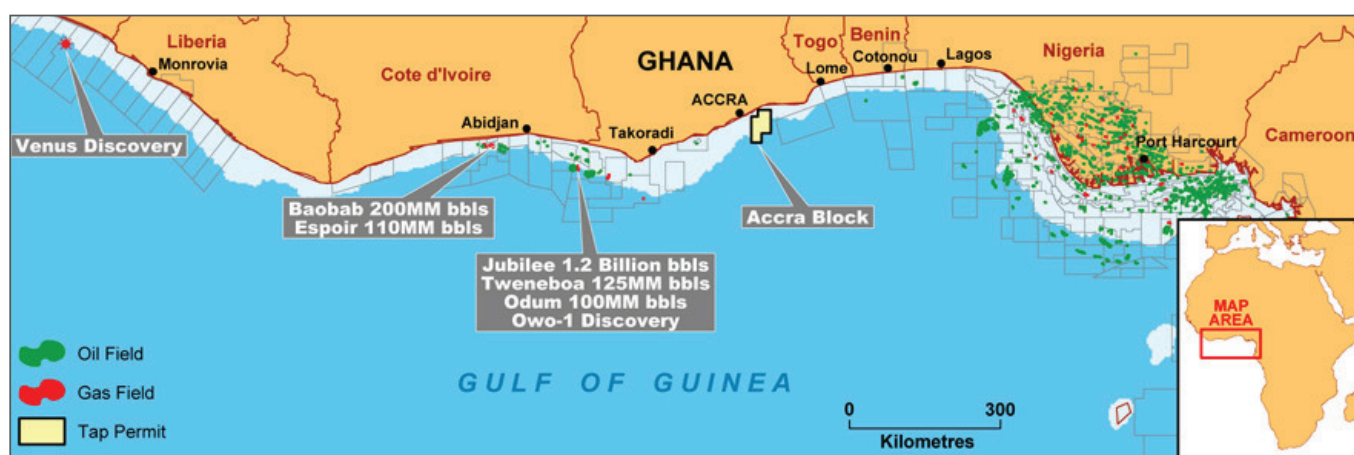 Liberia
Monrovia
Venus Discovery
Cote d'Ivoire
Abidjan
Baobab 200MM bbls
Espoir 110MM bbls
GHANA
ACCRA
Takoradi
Jubilee 1.2 Billion bbls
Tweneboa 125MM bbls
Odum 100MM bbls
Owo-1 Discovery
Accra Block
Togo
Lome
Benin
Cotonou
Lagos
Nigeria
Port Harcourt
Cameroon
Oil Field
Gas Field
Tap Permit
GULF OF GUINEA
0 300
Kilometres
MAP
AREA